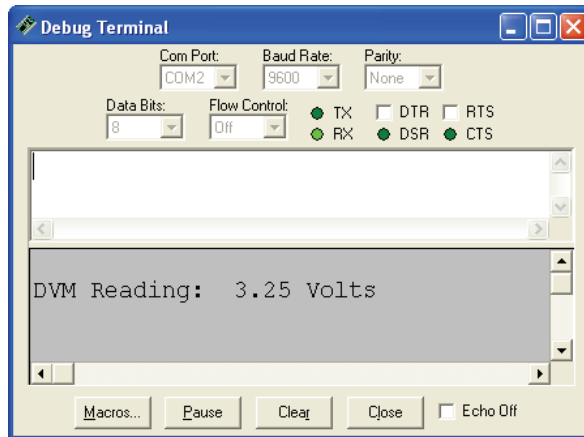 Debug Terminal
Com Port: Baud Rate: Parity:
COM2 9600 None
Data Bits: Flow Control: TX DTR RTS
8 Off RX DSR CTS
DVM Reading: 3.25 Volts
Macros... Pause Clear Close Echo Off